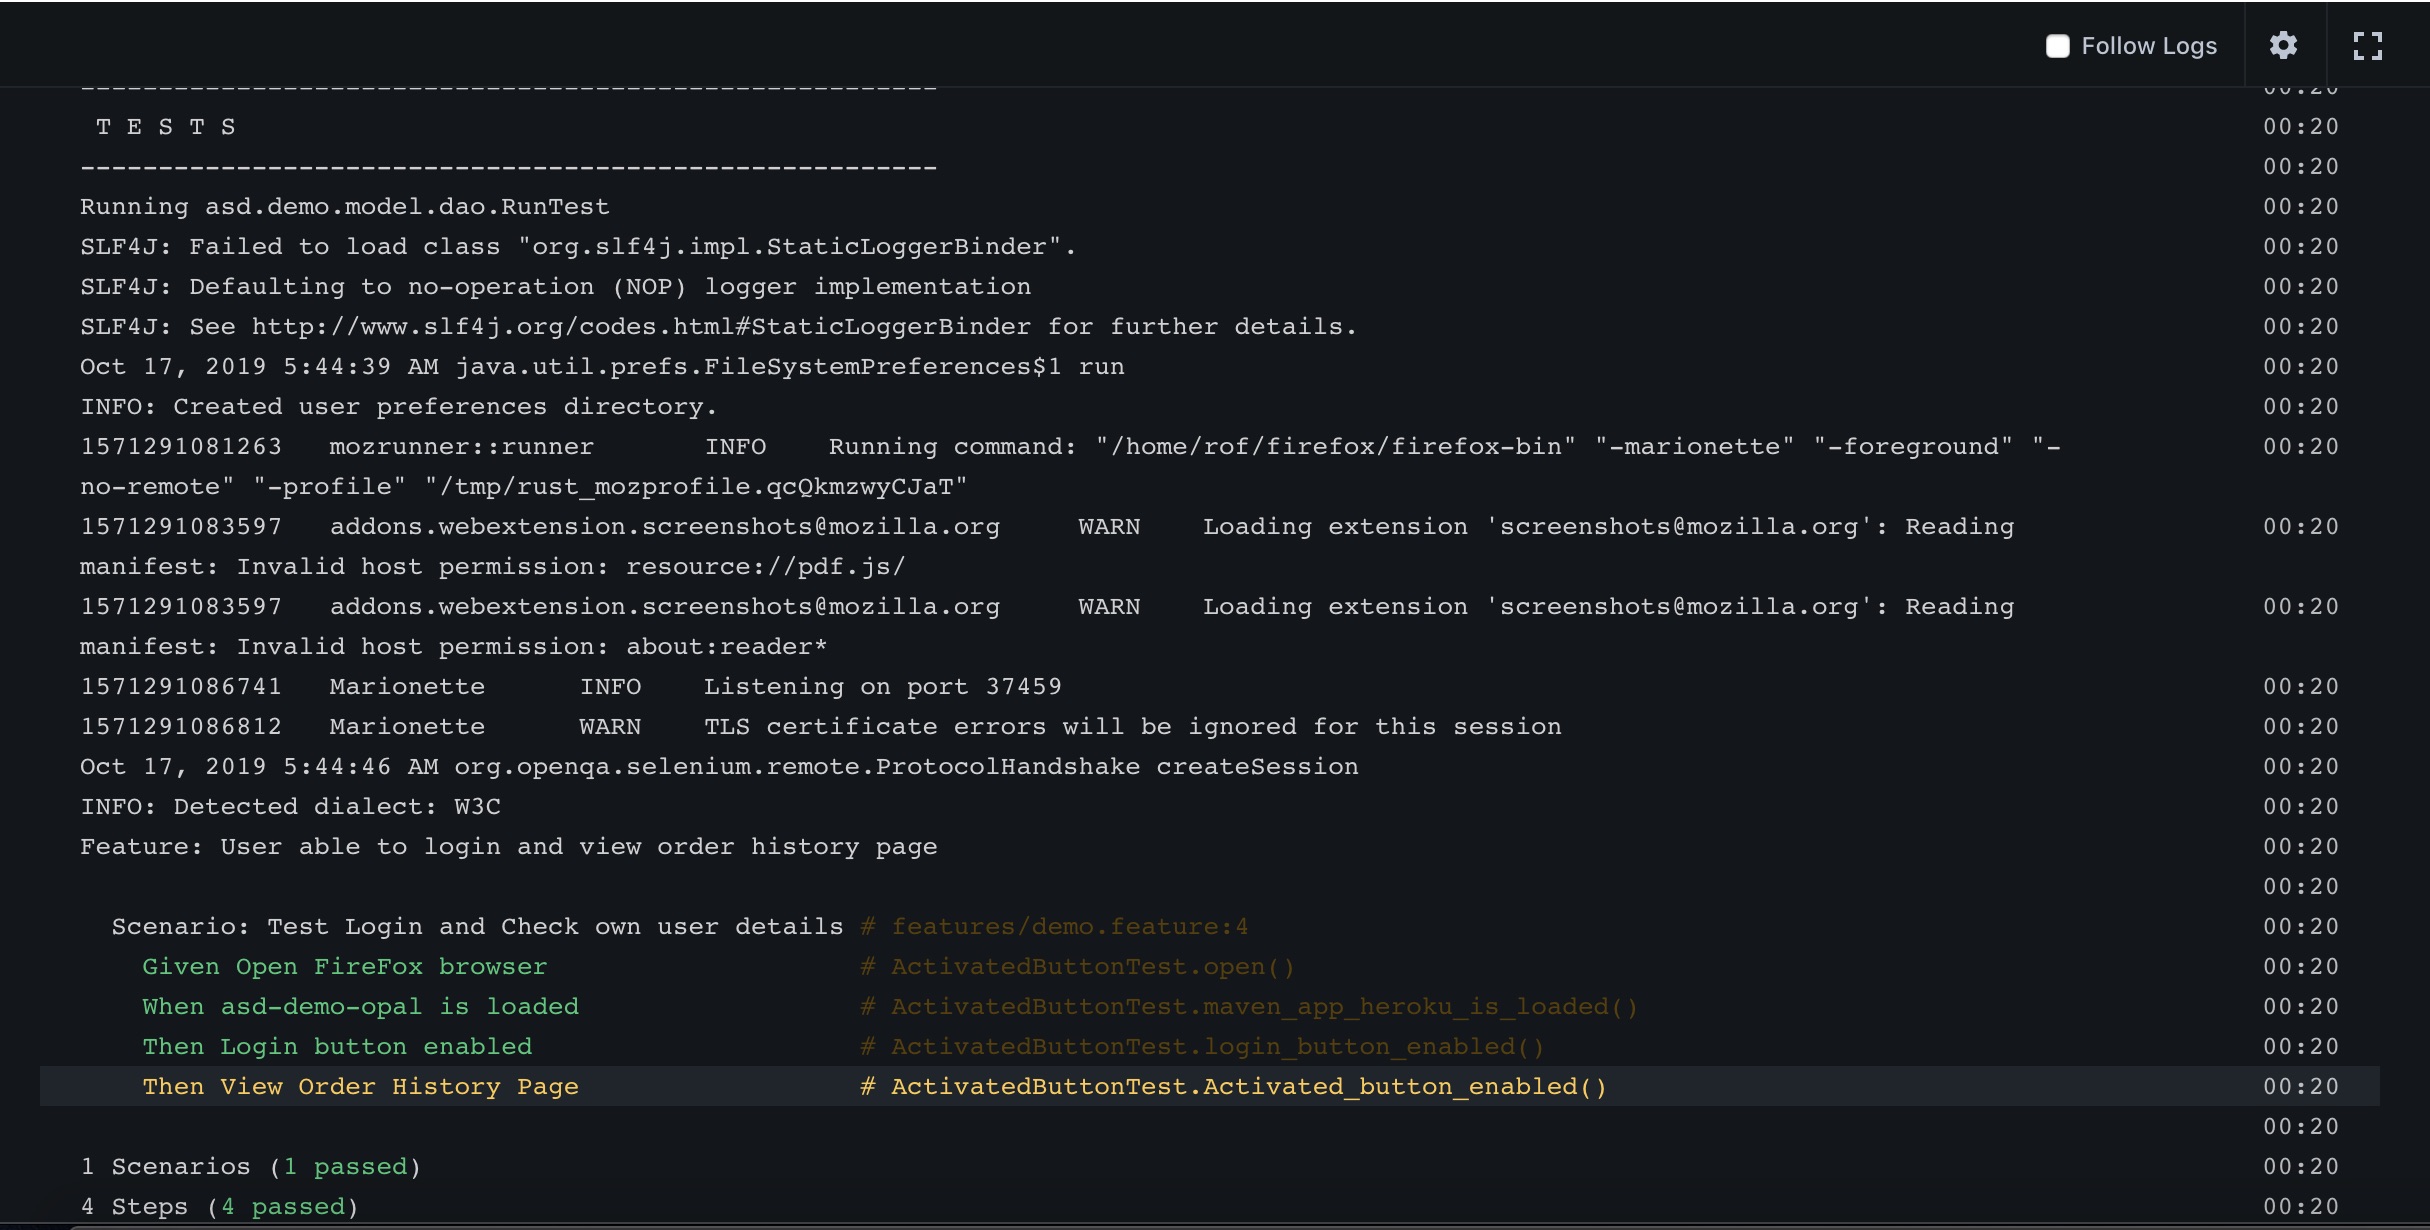 Follow Logs
-------------------------------------------------------
T E S T S 00:20
------------------------------------------------------- 00:20
Running asd.demo.model.dao.RunTest 00:20
SLF4J: Failed to load class "org.slf4j.impl.StaticLoggerBinder". 00:20
SLF4J: Defaulting to no-operation (NOP) logger implementation 00:20
SLF4J: See http://www.slf4j.org/codes.html#StaticLoggerBinder for further details. 00:20
Oct 17, 2019 5:44:39 AM java.util.prefs.FileSystemPreferences$1 run 00:20
INFO: Created user preferences directory. 00:20
1571291081263 mozrunner::runner INFO Running command: "/home/rof/firefox/firefox-bin" "-marionette" "-foreground" "- 00:20
no-remote" "-profile" "/tmp/rust_mozprofile.qcQkmzwyCJaT"
1571291083597 addons.webextension.screenshots@mozilla.org WARN Loading extension 'screenshots@mozilla.org': Reading 00:20
manifest: Invalid host permission: resource://pdf.js/
1571291083597 addons.webextension.screenshots@mozilla.org WARN Loading extension 'screenshots@mozilla.org': Reading 00:20
manifest: Invalid host permission: about:reader*
1571291086741 Marionette INFO Listening on port 37459 00:20
1571291086812 Marionette WARN TLS certificate errors will be ignored for this session 00:20
Oct 17, 2019 5:44:46 AM org.openqa.selenium.remote.ProtocolHandshake createSession 00:20
INFO: Detected dialect: W3C 00:20
Feature: User able to login and view order history page 00:20
00:20
Scenario: Test Login and Check own user details # features/demo.feature:4 00:20
Given Open FireFox browser # ActivatedButtonTest.open() 00:20
When asd-demo-opal is loaded # ActivatedButtonTest.maven_app_heroku_is_loaded() 00:20
Then Login button enabled # ActivatedButtonTest.login_button_enabled() 00:20
Then View Order History Page # ActivatedButtonTest.Activated_button_enabled() 00:20
00:20
1 Scenarios (1 passed) 00:20
4 Steps (4 passed) 00:20